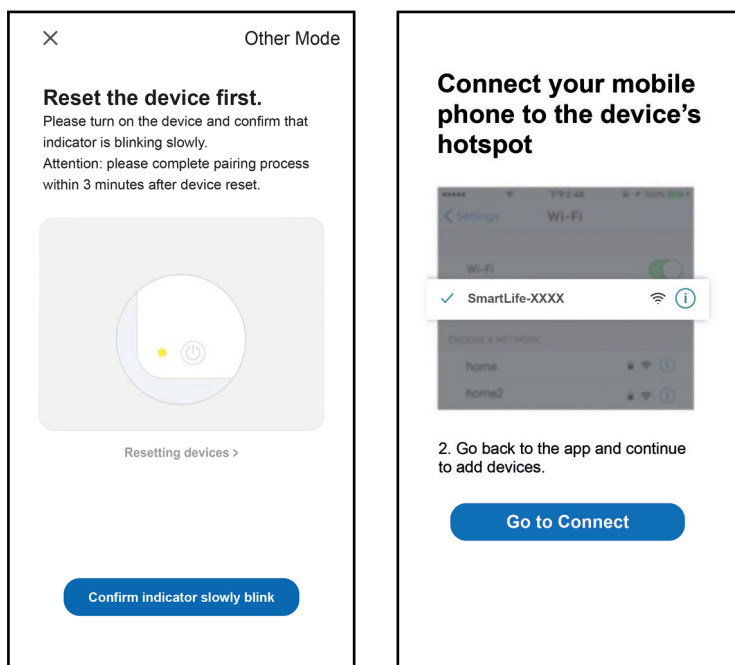 Other Mode
Reset the device first.
Please turn on the device and confirm that
indicator is blinking slowly.
Attention: please complete pairing process
within 3 minutes after device reset.
Resetting devices >
Confirm indicator slowly blink
Connect your mobile
phone to the device's
hotspot
100%
Settings
Wi-Fi
Wi-Fi
SmartLife-XXXX
CHOOSE A NETWORK...
home
home2
2. Go back to the app and continue
to add devices.
Go to Connect